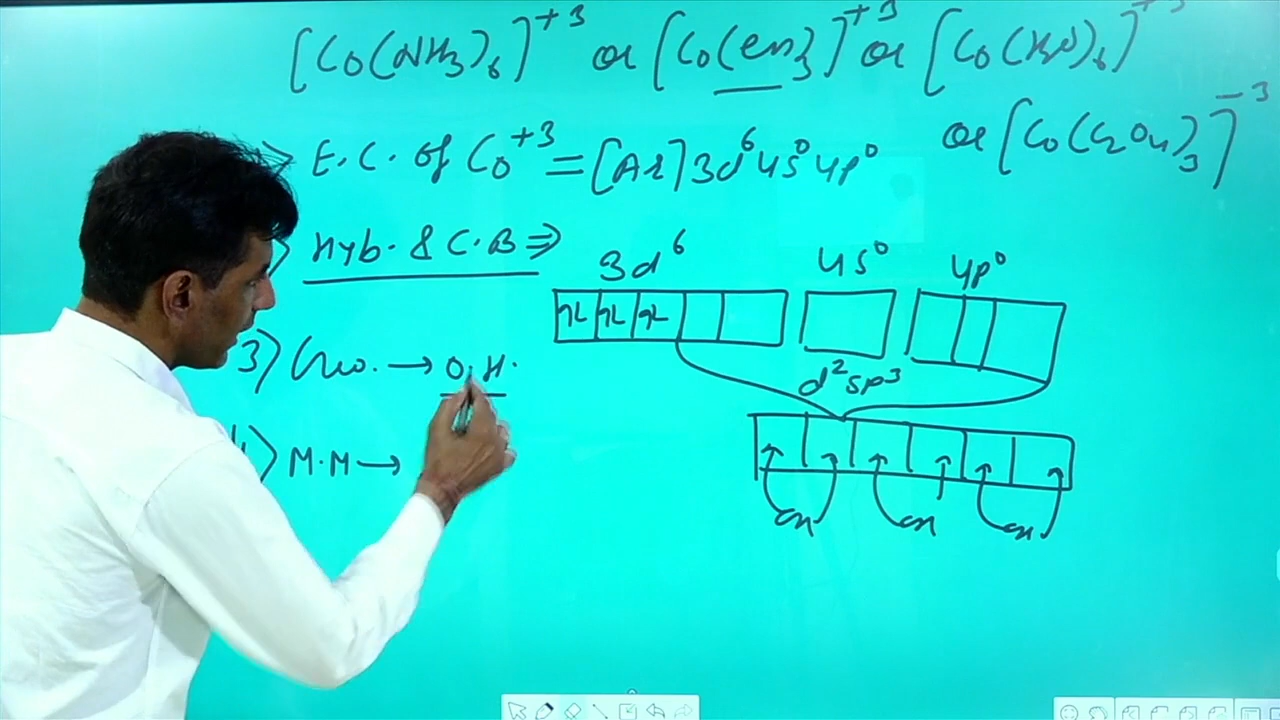 [Co(NH3)6]+3 or [Co(en)3]+3 or [Co(H2O)6]+3
or [Co(C2O4)3]-3
> E.C. of Co+3 = [Ar]3d6 4s0 4p0
) Hyb. & C.B ⇒
3d6 4s0 4p0
3) Geo. → O.H.
d2sp3
4) M.M →
en en en